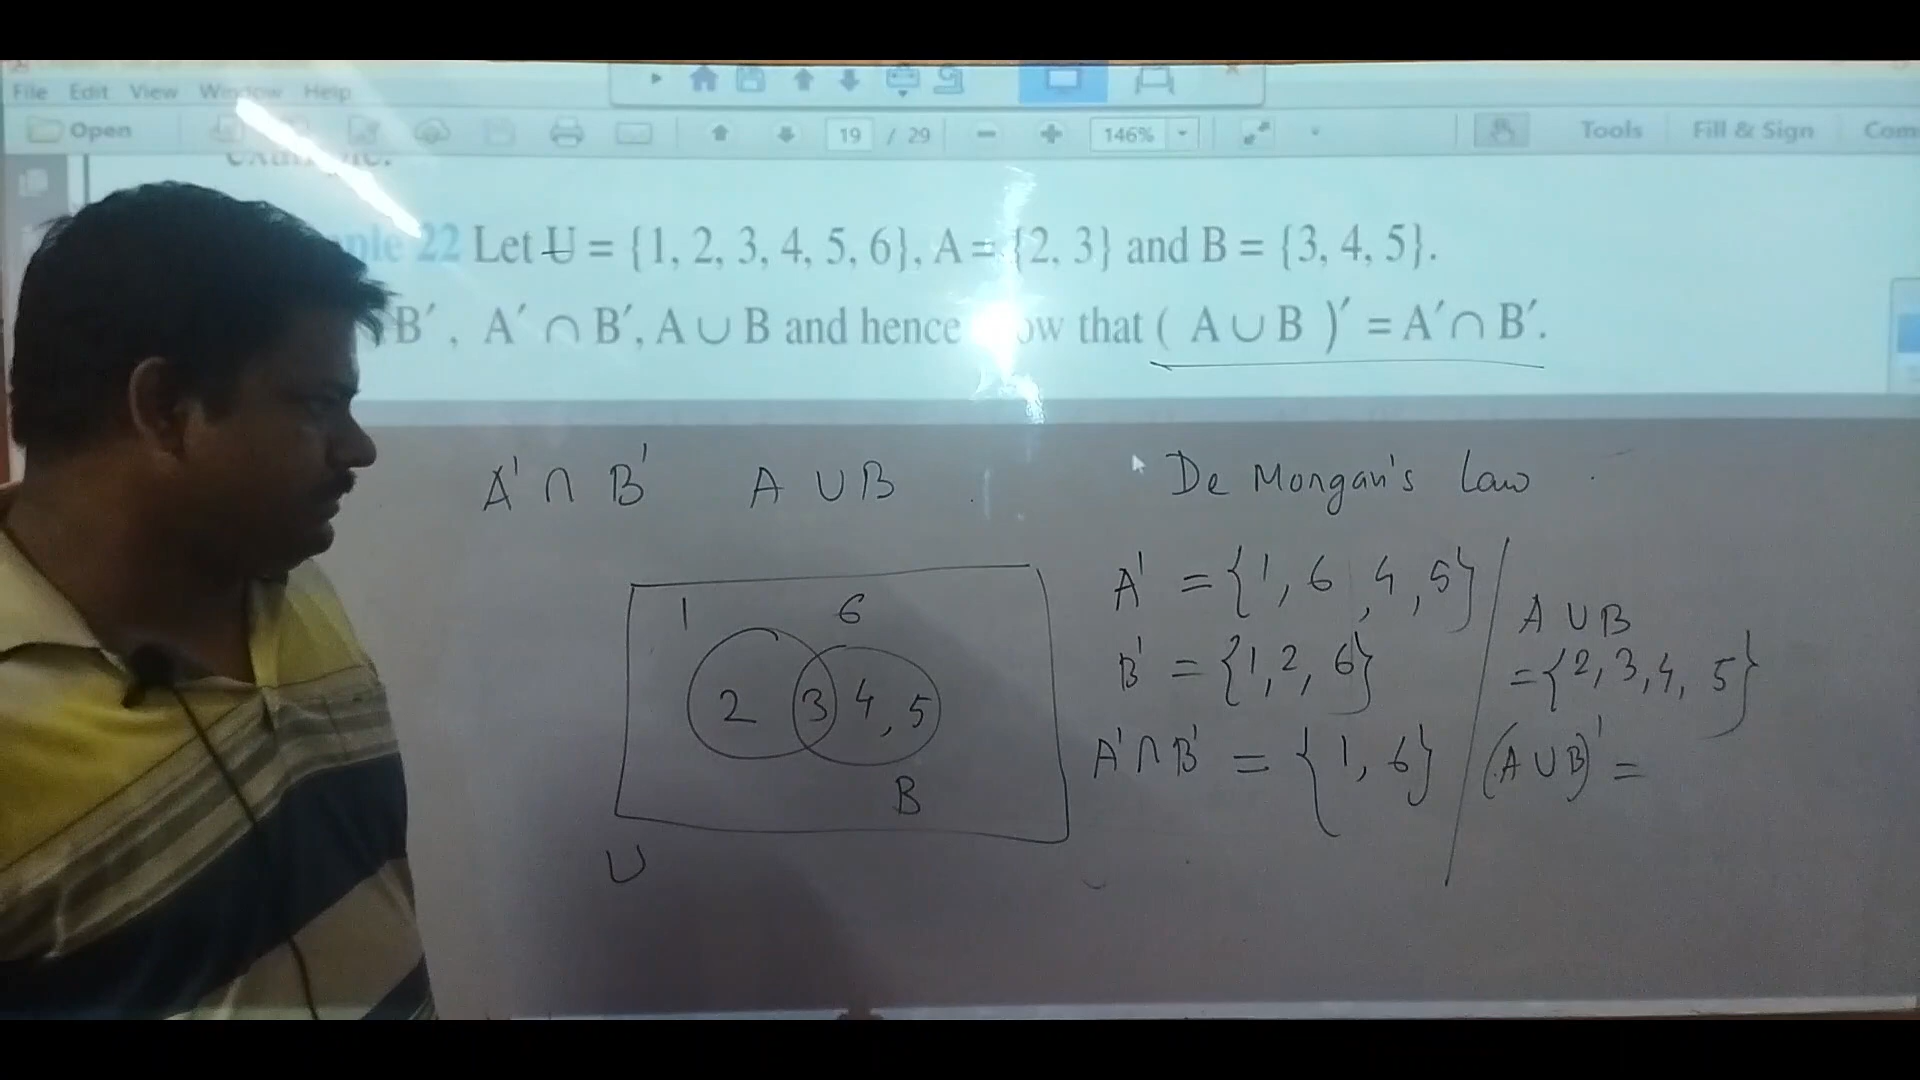 File Edit View Window Help
Open 19 / 29 146% Tools Fill & Sign
22 Let U = {1, 2, 3, 4, 5, 6}, A = {2, 3} and B = {3, 4, 5}.
B′, A′ ∩ B′, A ∪ B and hence that ( A ∪ B )′ = A′ ∩ B′.
A' ∩ B' A ∪ B De Morgan's Law
1 6
2 3 4, 5
B
U
A' = {1, 6, 4, 5}
B' = {1, 2, 6}
A' ∩ B' = {1, 6}
A ∪ B
= {2, 3, 4, 5}
(A ∪ B)' =